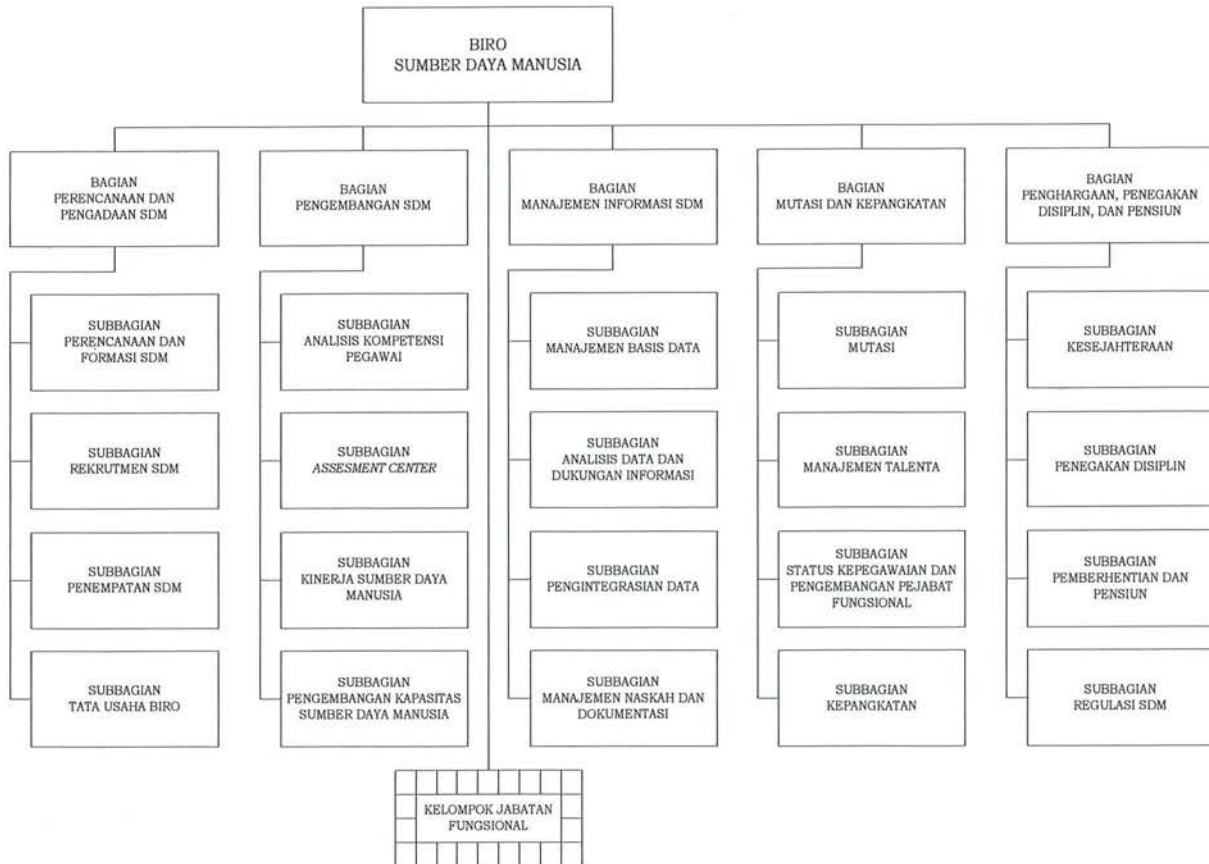 BIRO
SUMBER DAYA MANUSIA
BAGIAN
PERENCANAAN DAN
PENGADAAN SDM
BAGIAN
PENGEMBANGAN SDM
BAGIAN
MANAJEMEN INFORMASI SDM
BAGIAN
MUTASI DAN KEPANGKATAN
BAGIAN
PENGHARGAAN, PENEGAKAN
DISIPLIN, DAN PENSIUN
SUBBAGIAN
PERENCANAAN DAN
FORMASI SDM
SUBBAGIAN
ANALISIS KOMPETENSI
PEGAWAI
SUBBAGIAN
MANAJEMEN BASIS DATA
SUBBAGIAN
MUTASI
SUBBAGIAN
KESEJAHTERAAN
SUBBAGIAN
REKRUTMEN SDM
SUBBAGIAN
ASSESMENT CENTER
SUBBAGIAN
ANALISIS DATA DAN
DUKUNGAN INFORMASI
SUBBAGIAN
MANAJEMEN TALENTA
SUBBAGIAN
PENEGAKAN DISIPLIN
SUBBAGIAN
PENEMPATAN SDM
SUBBAGIAN
KINERJA SUMBER DAYA
MANUSIA
SUBBAGIAN
PENGINTEGRASIAN DATA
SUBBAGIAN
STATUS KEPEGAWAIAN DAN
PENGEMBANGAN PEJABAT
FUNGSIONAL
SUBBAGIAN
PEMBERHENTIAN DAN
PENSIUN
SUBBAGIAN
TATA USAHA BIRO
SUBBAGIAN
PENGEMBANGAN KAPASITAS
SUMBER DAYA MANUSIA
SUBBAGIAN
MANAJEMEN NASKAH DAN
DOKUMENTASI
SUBBAGIAN
KEPANGKATAN
SUBBAGIAN
REGULASI SDM
KELOMPOK JABATAN
FUNGSIONAL